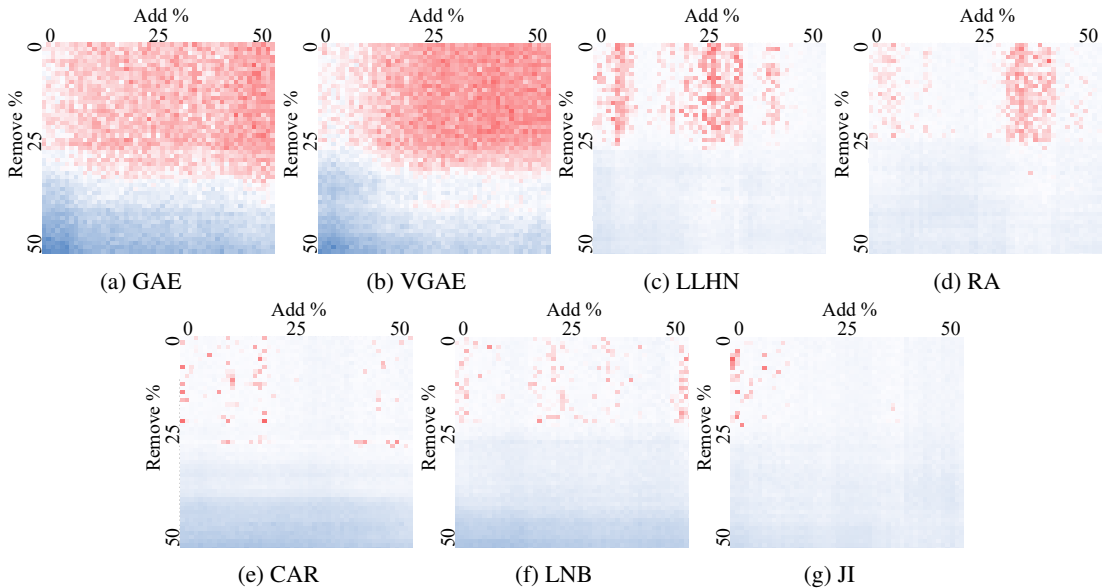 Add % Add % Add % Add %
0 25 50 0 25 50 0 25 50 0 25 50
Remove % 0 25 50 Remove % 0 25 50 Remove % 0 25 50 Remove % 0 25 50
(a) GAE (b) VGAE (c) LLHN (d) RA
Add % Add % Add %
0 25 50 0 25 50 0 25 50
Remove % 0 25 50 Remove % 0 25 50 Remove % 0 25 50
(e) CAR (f) LNB (g) JI